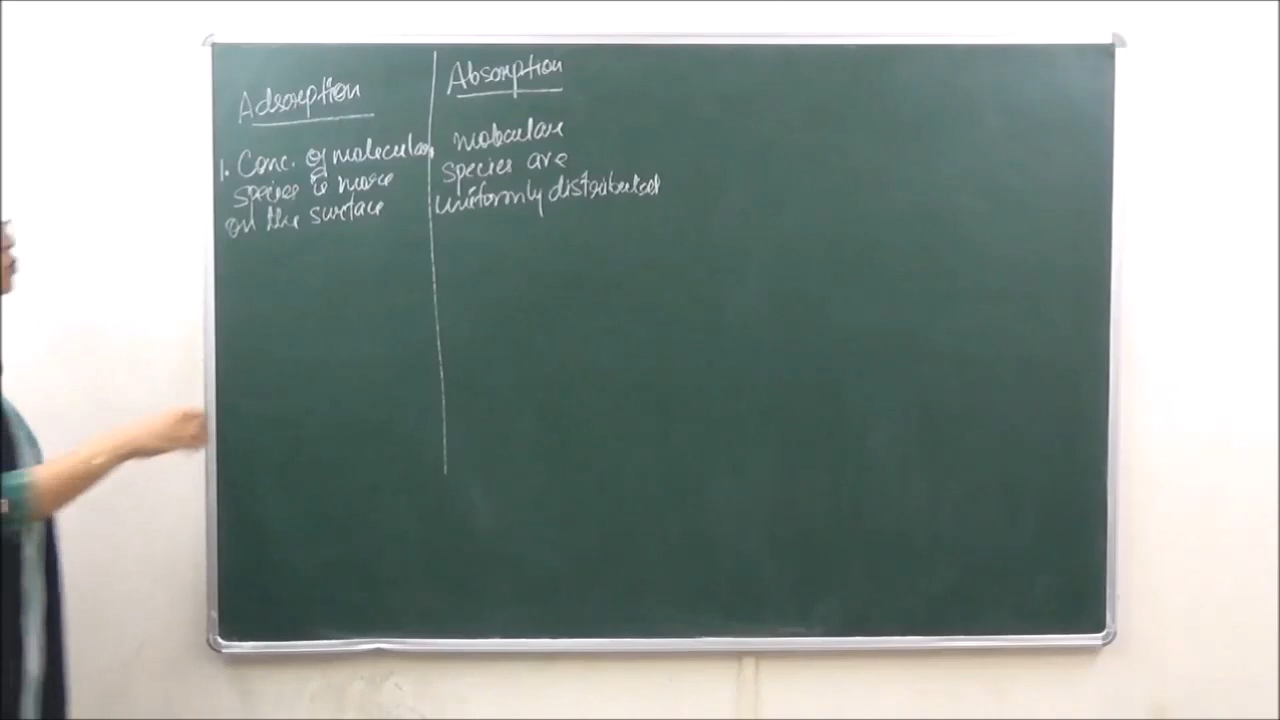 Adsorption
1. Conc. of molecular
species is more
on the surface
Absorption
molecular
species are
uniformly distributed